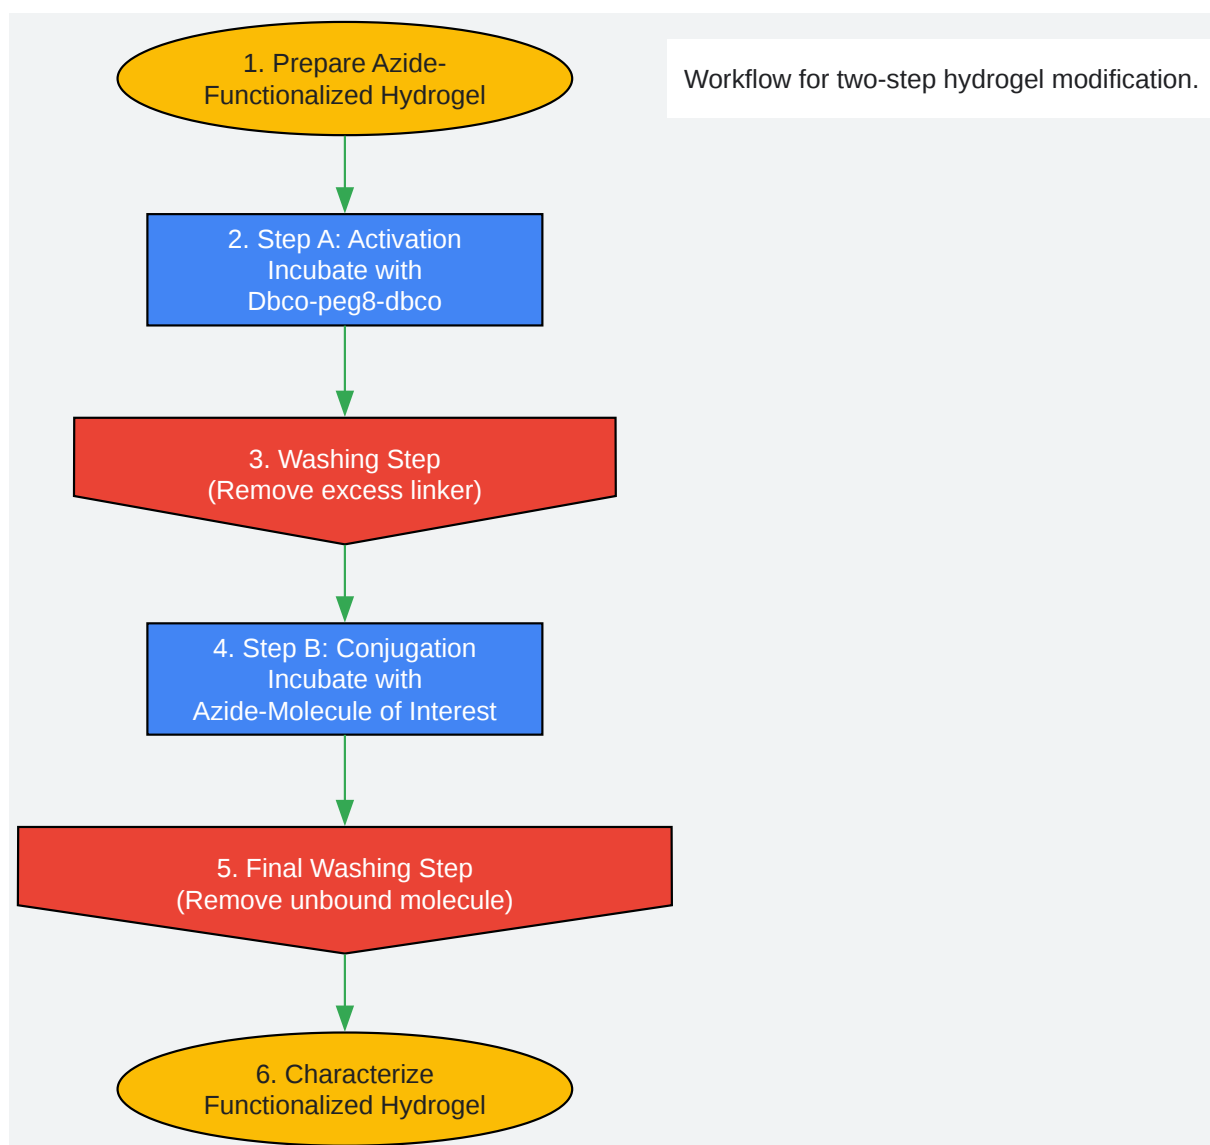 1. Prepare Azide-
Functionalized Hydrogel
Workflow for two-step hydrogel modification.
2. Step A: Activation
Incubate with
Dbco-peg8-dbco
3. Washing Step
(Remove excess linker)
4. Step B: Conjugation
Incubate with
Azide-Molecule of Interest
5. Final Washing Step
(Remove unbound molecule)
6. Characterize
Functionalized Hydrogel